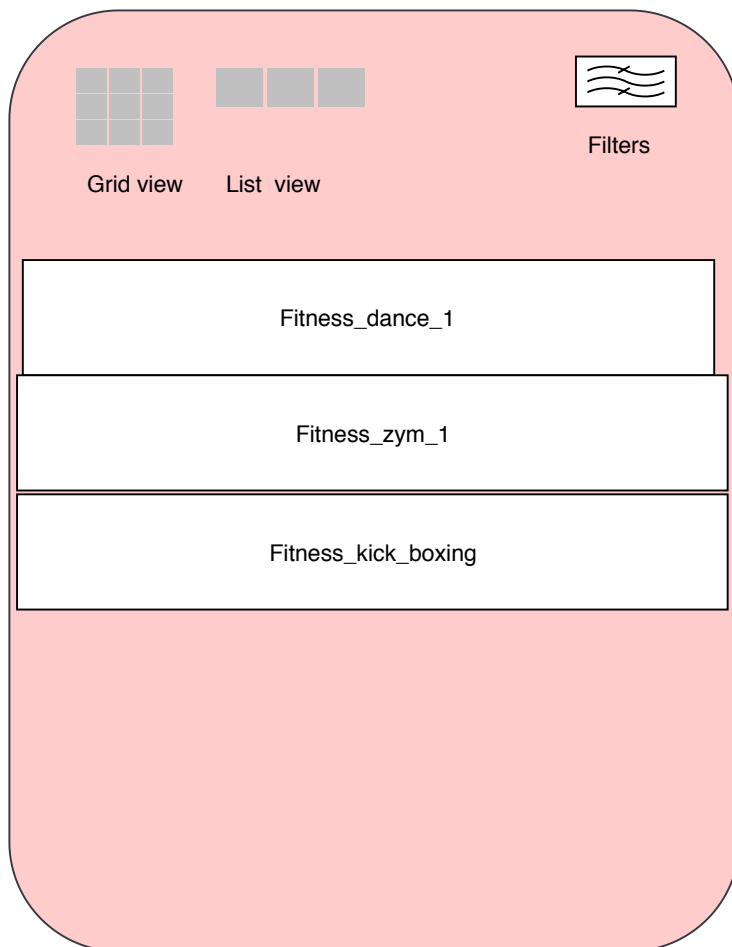 Filters
Grid view
List view
Fitness_dance_1
Fitness_zym_1
Fitness_kick_boxing